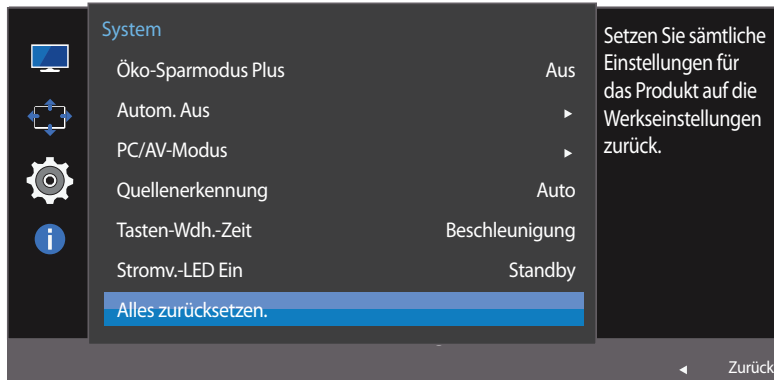 System
Öko-Sparmodus Plus Aus
Autom. Aus
PC/AV-Modus
Quellenerkennung Auto
Tasten-Wdh.-Zeit Beschleunigung
Stromv.-LED Ein Standby
Alles zurücksetzen.
Setzen Sie sämtliche
Einstellungen für
das Produkt auf die
Werkseinstellungen
zurück.
Zurück